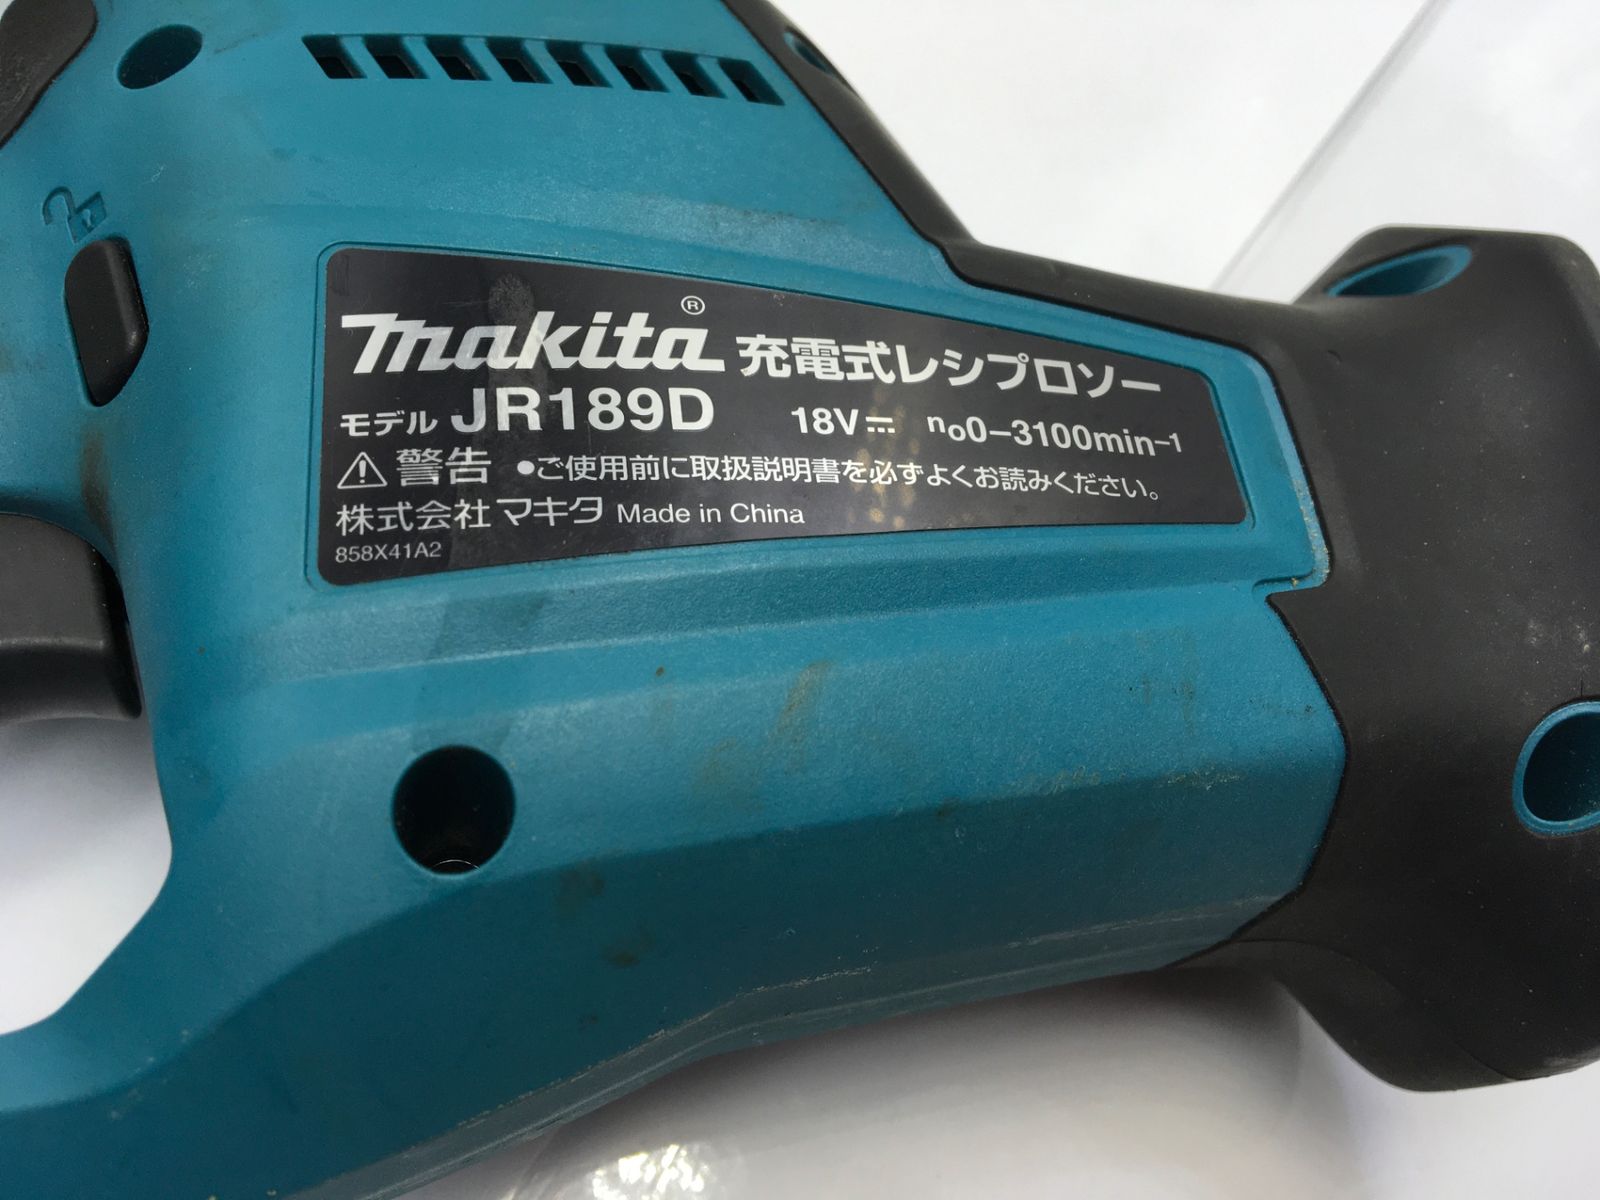 makita® 充電式レシプロソー
モデル JR189D 18V⎓ n₀0−3100min⁻¹
⚠警告 ●ご使用前に取扱説明書を必ずよくお読みください。
株式会社 マキタ Made in China
858X41A2